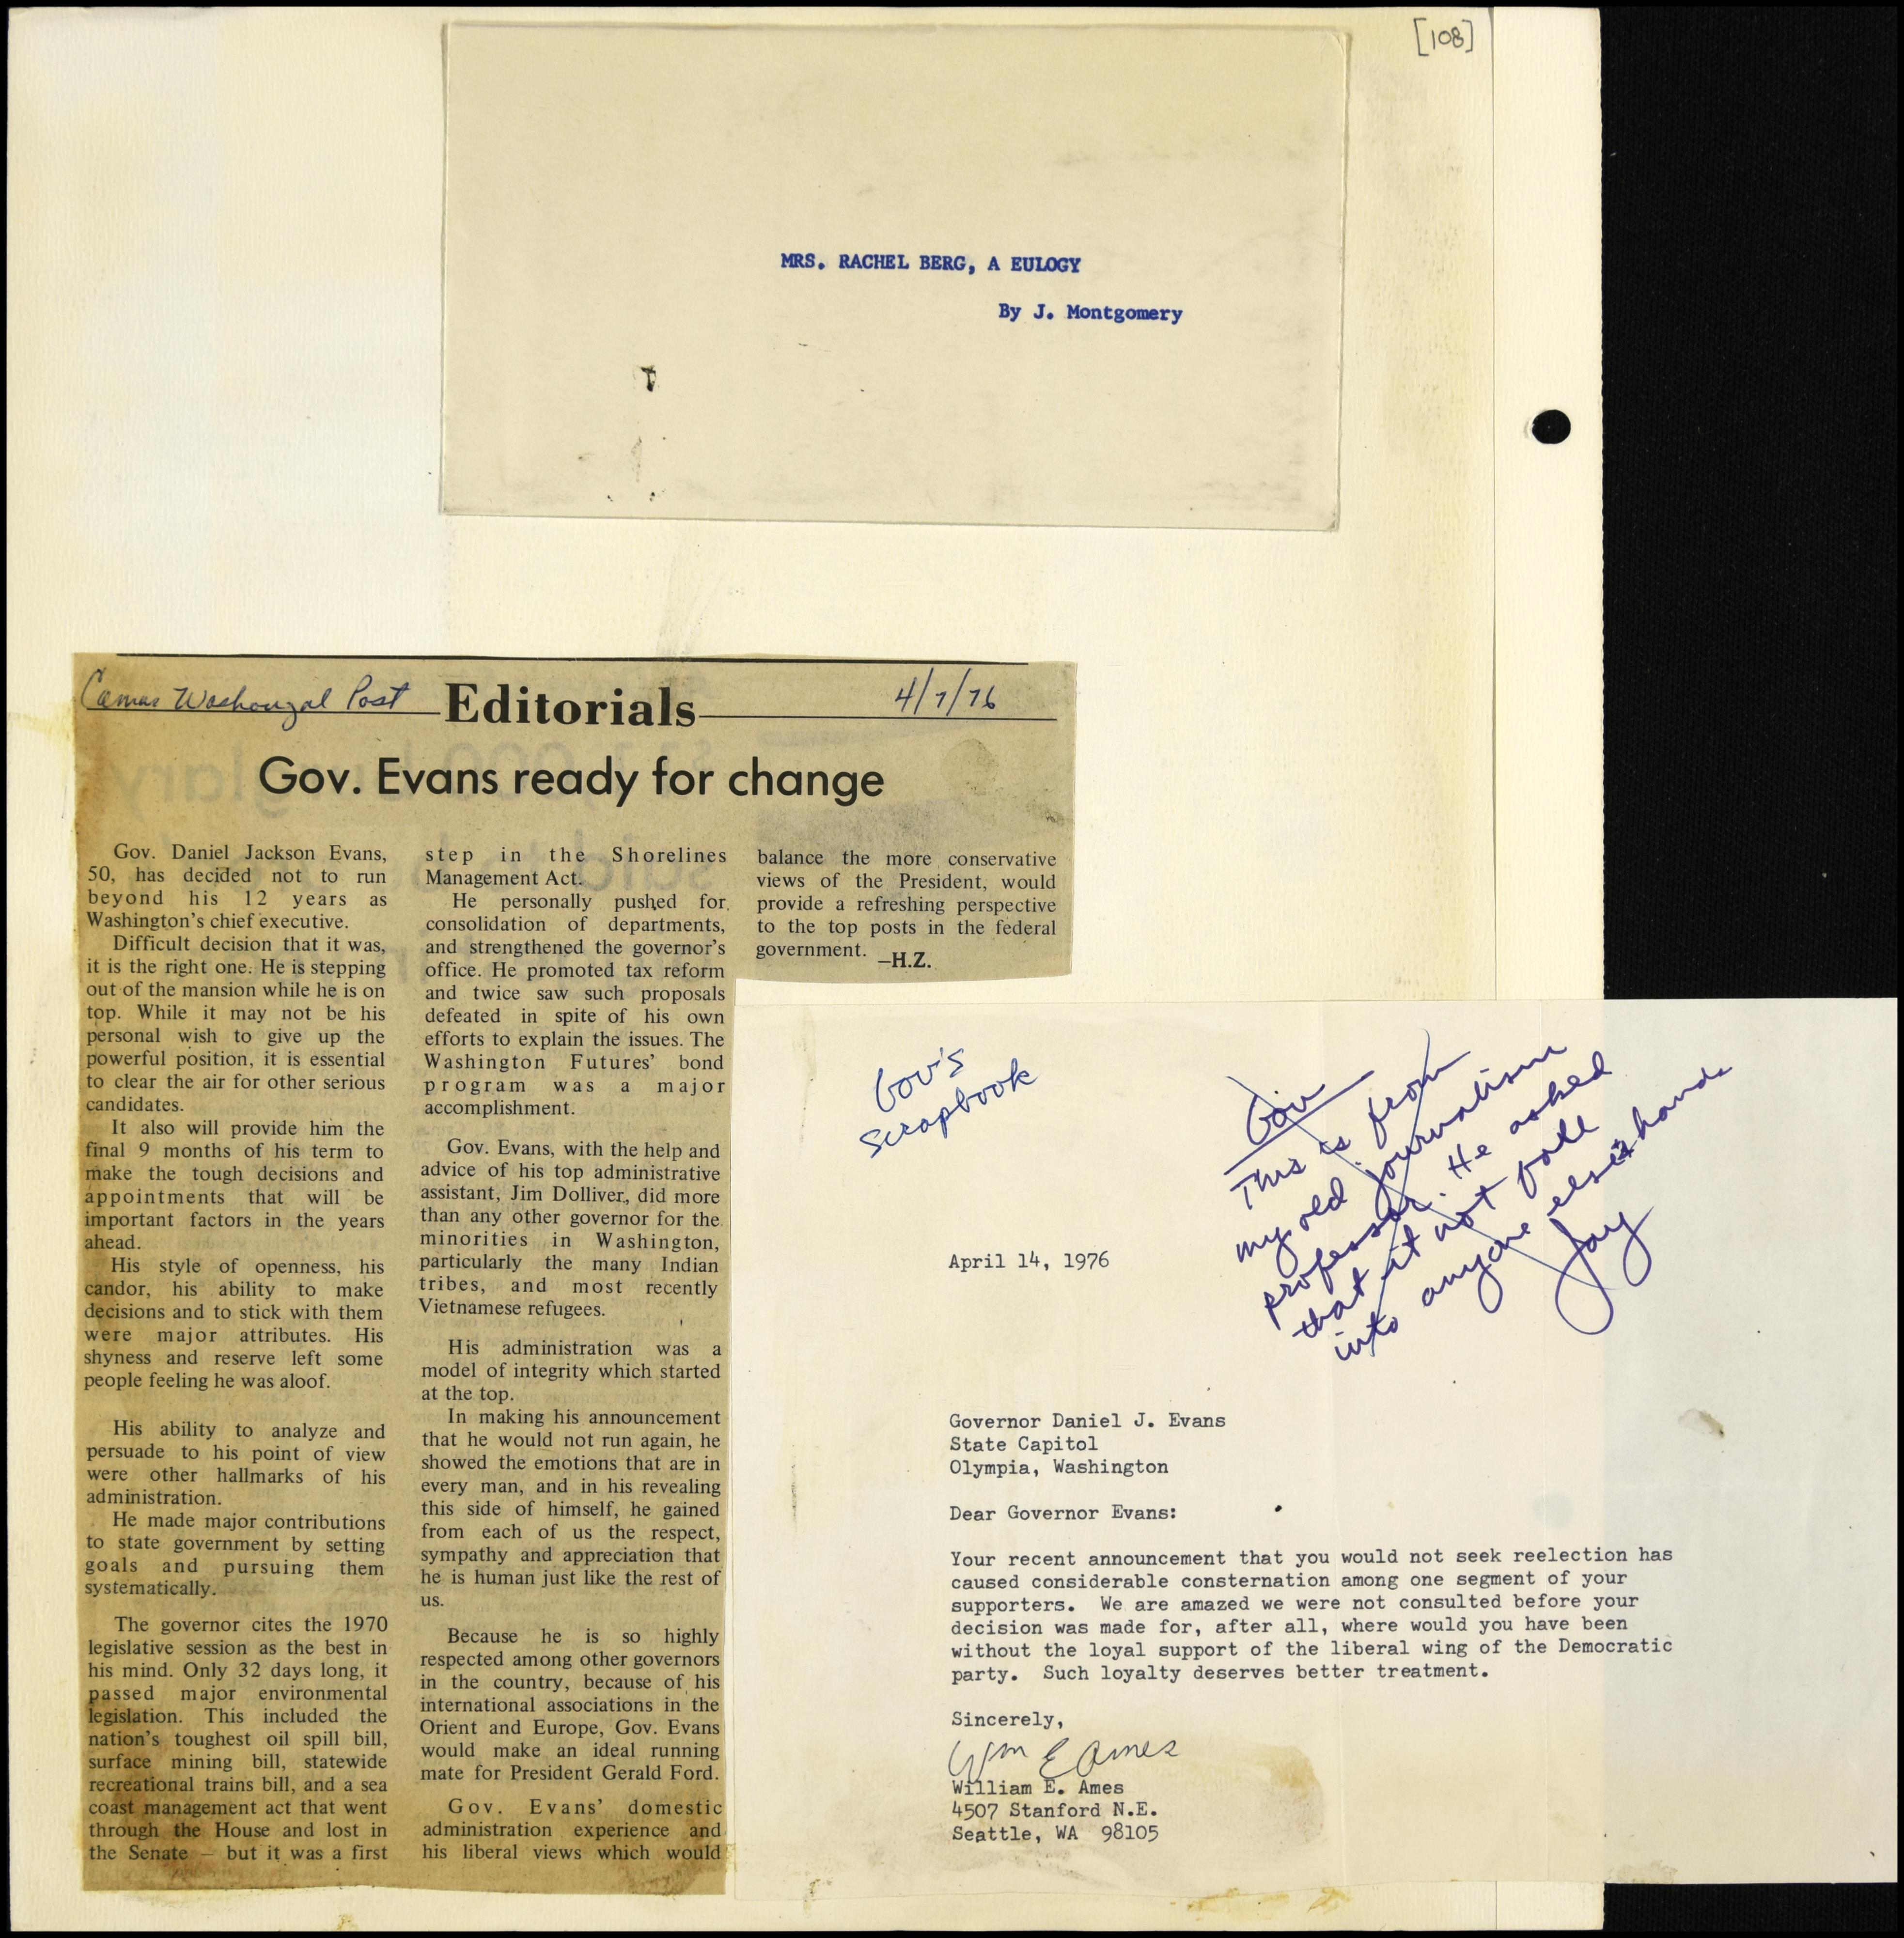 [108]
MRS. RACHEL BERG, A EULOGY
By J. Montgomery
Camas Washougal Post
Editorials
4/7/76
Gov. Evans ready for change
Gov. Daniel Jackson Evans,
50, has decided not to run
beyond his 12 years as
Washington's chief executive.
Difficult decision that it was,
it is the right one. He is stepping
out of the mansion while he is on
top. While it may not be his
personal wish to give up the
powerful position, it is essential
to clear the air for other serious
candidates.
It also will provide him the
final 9 months of his term to
make the tough decisions and
appointments that will be
important factors in the years
ahead.
His style of openness, his
candor, his ability to make
decisions and to stick with them
were major attributes. His
shyness and reserve left some
people feeling he was aloof.
His ability to analyze and
persuade to his point of view
were other hallmarks of his
administration.
He made major contributions
to state government by setting
goals and pursuing them
systematically.
The governor cites the 1970
legislative session as the best in
his mind. Only 32 days long, it
passed major environmental
legislation. This included the
nation's toughest oil spill bill,
surface mining bill, statewide
recreational trains bill, and a sea
coast management act that went
through the House and lost in
the Senate — but it was a first
step in the Shorelines
Management Act.
He personally pushed for
consolidation of departments,
and strengthened the governor's
office. He promoted tax reform
and twice saw such proposals
defeated in spite of his own
efforts to explain the issues. The
Washington Futures' bond
program was a major
accomplishment.
Gov. Evans, with the help and
advice of his top administrative
assistant, Jim Dolliver, did more
than any other governor for the
minorities in Washington,
particularly the many Indian
tribes, and most recently
Vietnamese refugees.
His administration was a
model of integrity which started
at the top.
In making his announcement
that he would not run again, he
showed the emotions that are in
every man, and in his revealing
this side of himself, he gained
from each of us the respect,
sympathy and appreciation that
he is human just like the rest of
us.
Because he is so highly
respected among other governors
in the country, because of his
international associations in the
Orient and Europe, Gov. Evans
would make an ideal running
mate for President Gerald Ford.
Gov. Evans' domestic
administration experience and
his liberal views which would
balance the more conservative
views of the President, would
provide a refreshing perspective
to the top posts in the federal
government.
—H.Z.
Gov's
Scrapbook
Gov
This is from
my old journalism
professor. He asked
that it not fall
into anyone else's hands.
Jay
April 14, 1976
Governor Daniel J. Evans
State Capitol
Olympia, Washington
Dear Governor Evans:
Your recent announcement that you would not seek reelection has
caused considerable consternation among one segment of your
supporters. We are amazed we were not consulted before your
decision was made for, after all, where would you have been
without the loyal support of the liberal wing of the Democratic
party. Such loyalty deserves better treatment.
Sincerely,
Wm E Ames
William E. Ames
4507 Stanford N.E.
Seattle, WA 98105